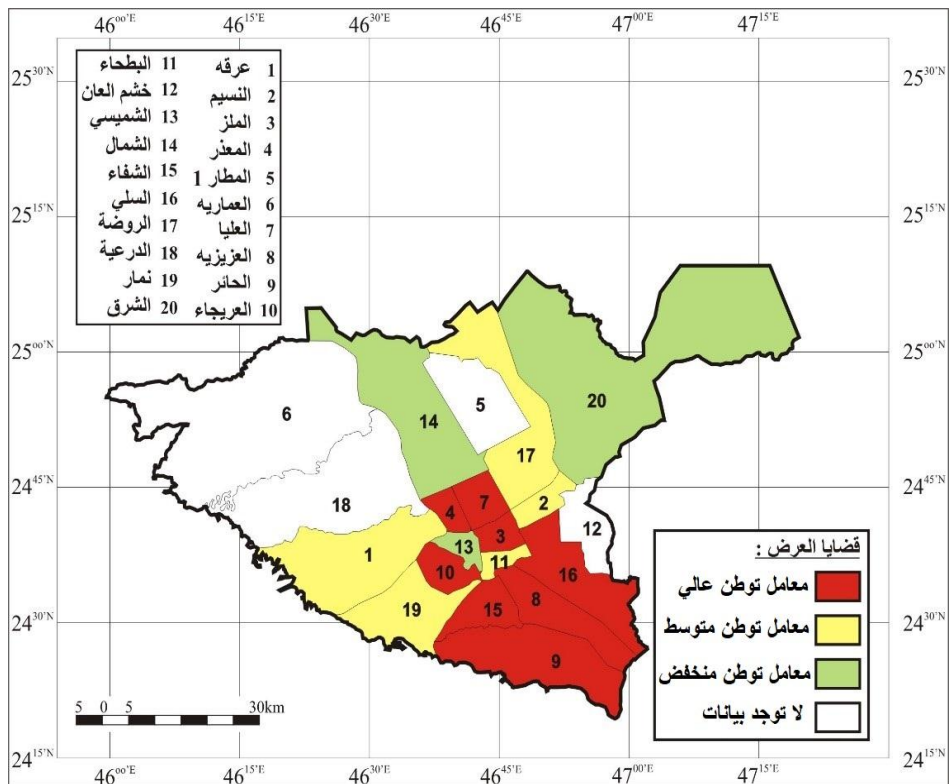 46°⁰⁰'E 46°¹⁵'E 46°³⁰'E 46°⁴⁵'E 47°⁰⁰'E 47°¹⁵'E
25°³⁰'N
25°¹⁵'N
25°⁰⁰'N
24°⁴⁵'N
24°³⁰'N
24°¹⁵'N
25°³⁰'N
25°¹⁵'N
25°⁰⁰'N
24°⁴⁵'N
24°³⁰'N
24°¹⁵'N
1 عرقه
2 النسيم
3 الملز
4 المعذر
5 المطار 1
6 العماريه
7 العليا
8 العزيزيه
9 الحائر
10 العريجاء
11 البطحاء
12 خشم العان
13 الشميسي
14 الشمال
15 الشفاء
16 السلي
17 الروضة
18 الدرعية
19 نمار
20 الشرق
6
14
5
20
17
18
4
7
2
12
3
13
1
11
10
16
19
15
8
9
قضايا العرض :
معامل توطن عالي
معامل توطن متوسط
معامل توطن منخفض
لا توجد بيانات
5 0 5 30km
46°⁰⁰'E 46°¹⁵'E 46°³⁰'E 46°⁴⁵'E 47°⁰⁰'E 47°¹⁵'E